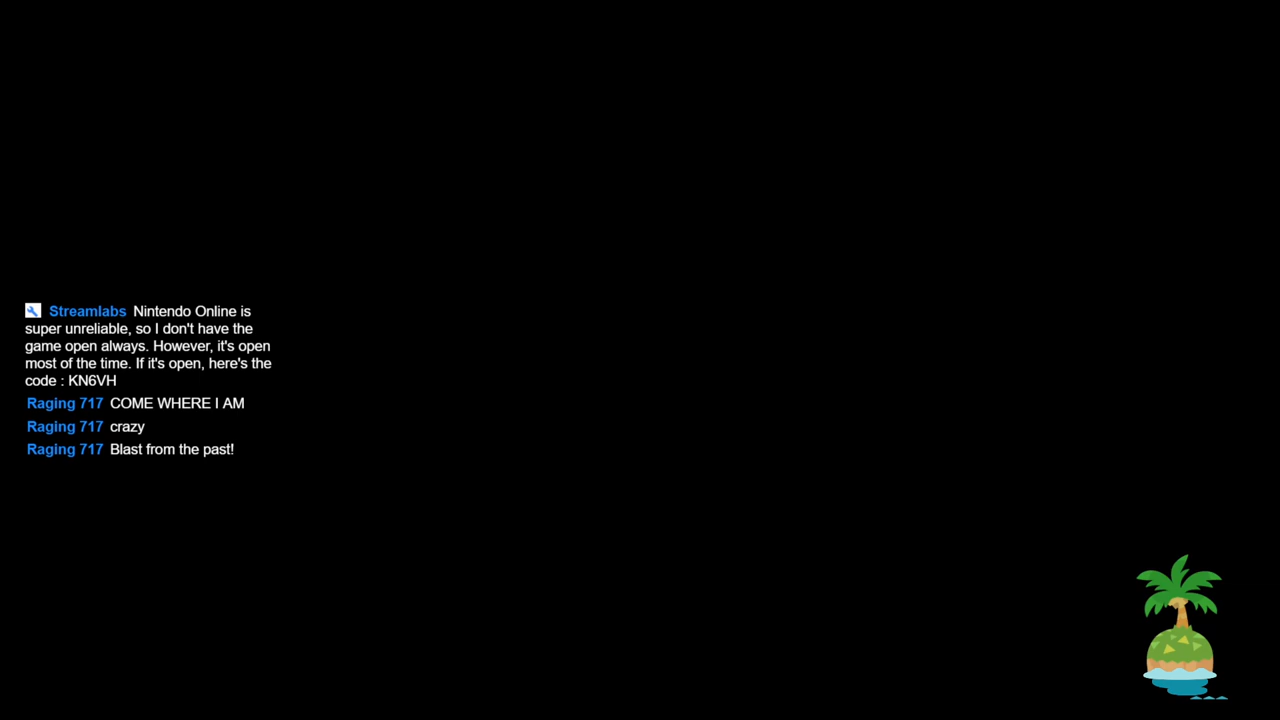 Streamlabs Nintendo Online is
super unreliable, so I don't have the
game open always. However, it's open
most of the time. If it's open, here's the
code : KN6VH
Raging 717 COME WHERE I AM
Raging 717 crazy
Raging 717 Blast from the past!